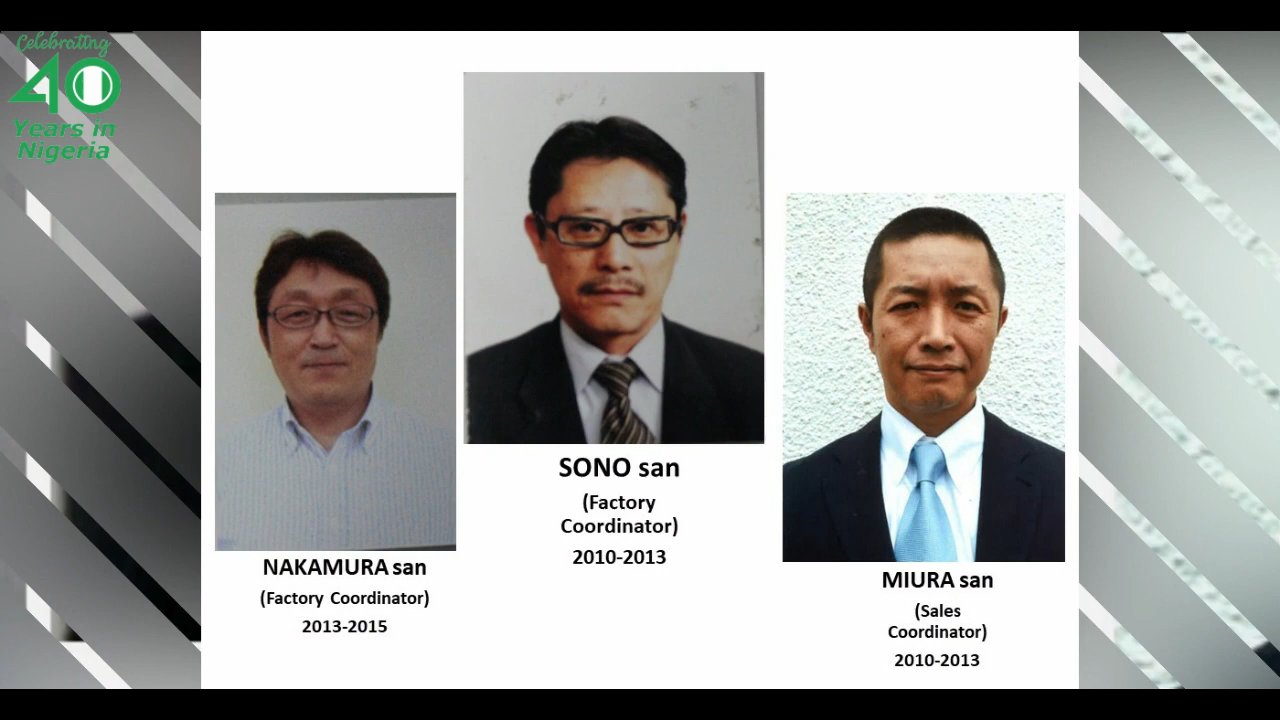 Celebrating
40
Years in
Nigeria
NAKAMURA san
(Factory Coordinator)
2013-2015
SONO san
(Factory
Coordinator)
2010-2013
MIURA san
(Sales
Coordinator)
2010-2013